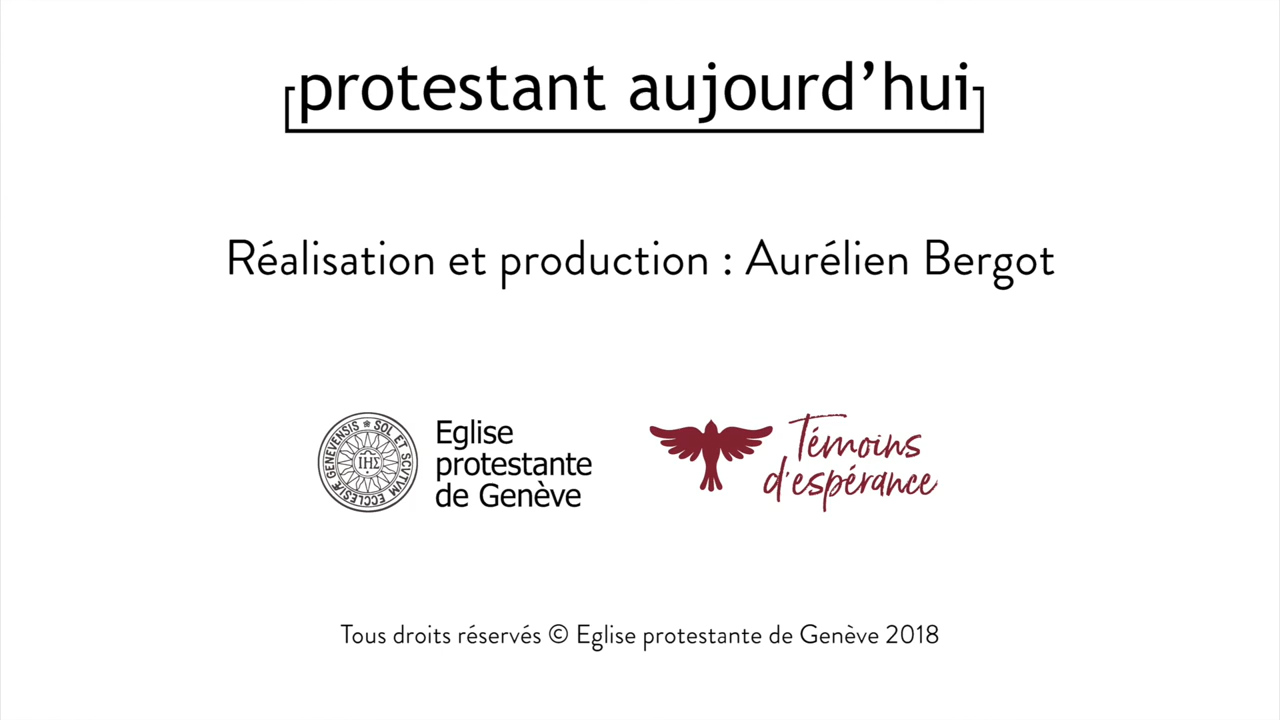 protestant aujourd’hui
Réalisation et production : Aurélien Bergot
GENEVENSIS ❀ SOL ET SCVTVM ECCLESIÆ
IHS
Eglise
protestante
de Genève
Témoins
d'espérance
Tous droits réservés © Eglise protestante de Genève 2018